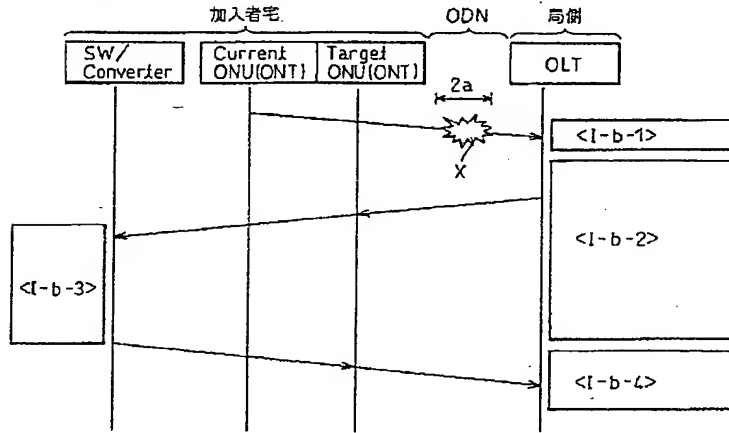 加入者宅 ODN 局側
SW/ Current Target
Converter ONU(ONT) ONU(ONT) OLT
2a
X
<I-b-1>
<I-b-2>
<I-b-3>
<I-b-4>